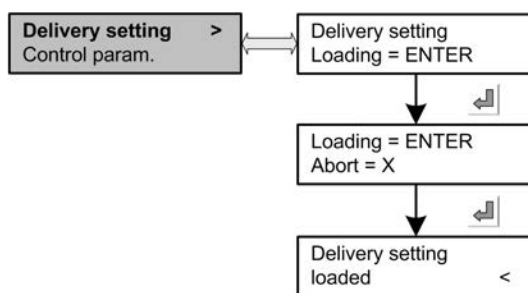 Delivery setting >
Control param.
Delivery setting
Loading = ENTER
Loading = ENTER
Abort = X
Delivery setting
loaded <